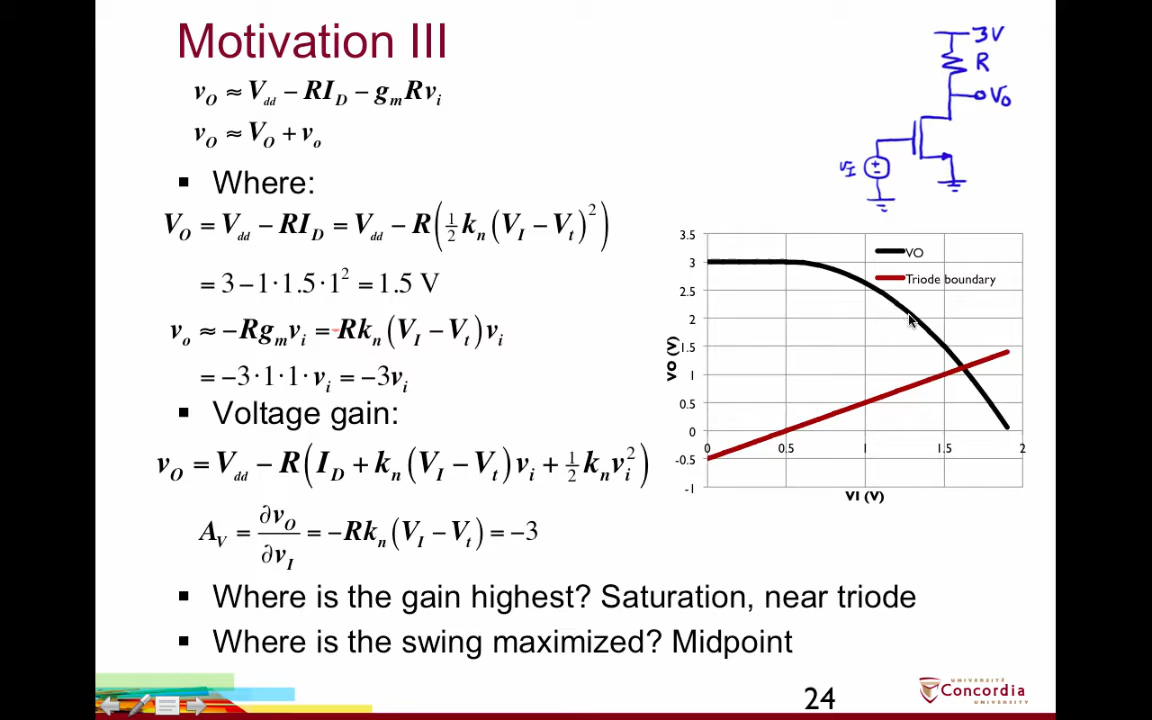 Motivation III
v_O ≈ V_dd − RI_D − g_m Rv_i
v_O ≈ V_O + v_o
▪ Where:
V_O = V_dd − RI_D = V_dd − R(½k_n(V_I − V_t)²)
= 3 − 1·1.5·1² = 1.5 V
v_o ≈ −Rg_m v_i = −Rk_n(V_I − V_t)v_i
= −3·1·1·v_i = −3v_i
▪ Voltage gain:
v_O = V_dd − R(I_D + k_n(V_I − V_t)v_i + ½k_n v_i²)
A_V = ∂v_O/∂v_I = −Rk_n(V_I − V_t) = −3
▪ Where is the gain highest? Saturation, near triode
▪ Where is the swing maximized? Midpoint
3V
R
V_O
v_I
VO
Triode boundary
3.5
3
2.5
2
1.5
1
0.5
0
-0.5
-1
0 0.5 1 1.5 2
VO (V)
VI (V)
24
UNIVERSITÉ
Concordia
UNIVERSITY